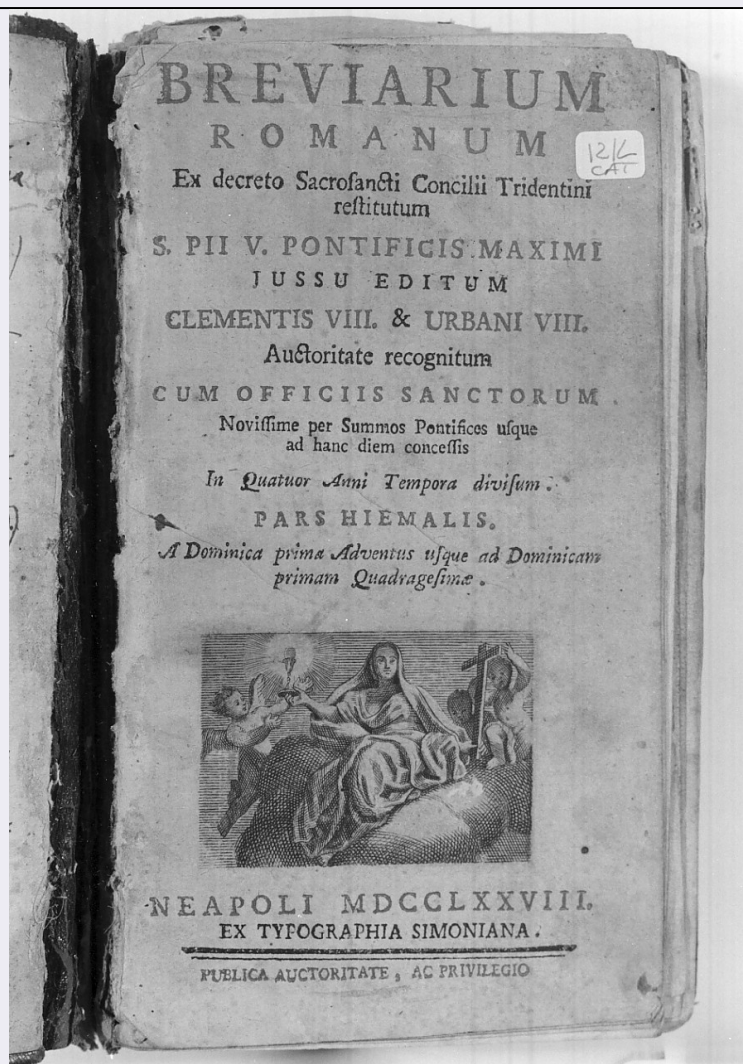 BREVIARIUM
ROMANUM
12/L
CAT
Ex decreto Sacroſancti Concilii Tridentini
reſtitutum
S. PII V. PONTIFICIS MAXIMI
JUSSU EDITUM
CLEMENTIS VIII. & URBANI VIII.
Auctoritate recognitum
CUM OFFICIIS SANCTORUM.
Noviſſime per Summos Pontifices uſque
ad hanc diem conceſſis
In Quatuor Anni Tempora diviſum.
PARS HIEMALIS.
A Dominica prima Adventus uſque ad Dominicam
primam Quadrageſimæ.
NEAPOLI MDCCLXXVIII.
EX TYPOGRAPHIA SIMONIANA.
PUBLICA AUCTORITATE, AC PRIVILEGIO